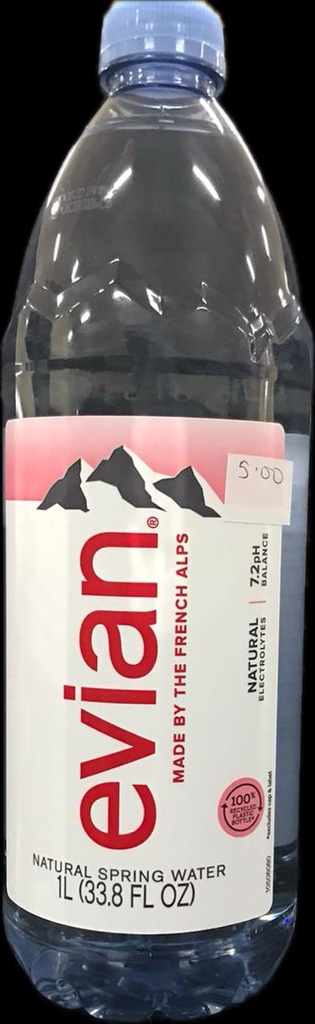 5.00
evian®
MADE BY THE FRENCH ALPS
NATURAL | 7.2pH
ELECTROLYTES BALANCE
100%
RECYCLED
PLASTIC
BOTTLE*
*excludes cap & label
NATURAL SPRING WATER
1L (33.8 FL OZ)